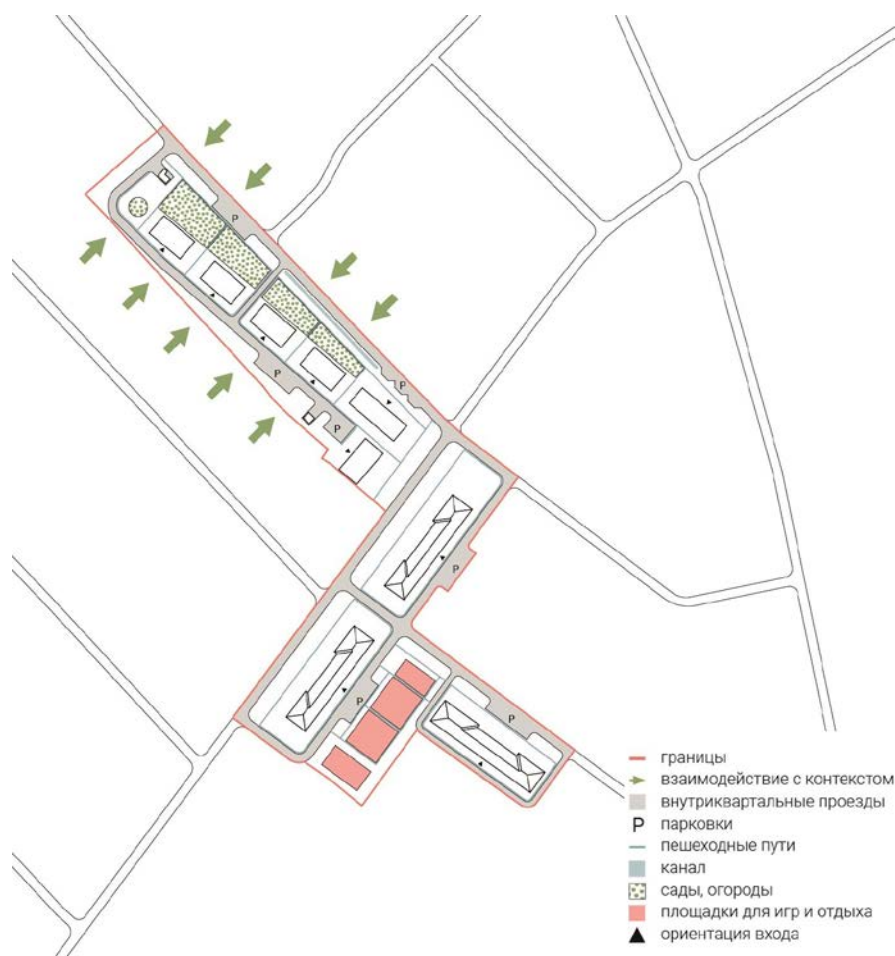 P
P
P
P
P
P
P
P
границы
взаимодействие с контекстом
внутриквартальные проезды
P парковки
пешеходные пути
канал
сады, огороды
площадки для игр и отдыха
ориентация входа